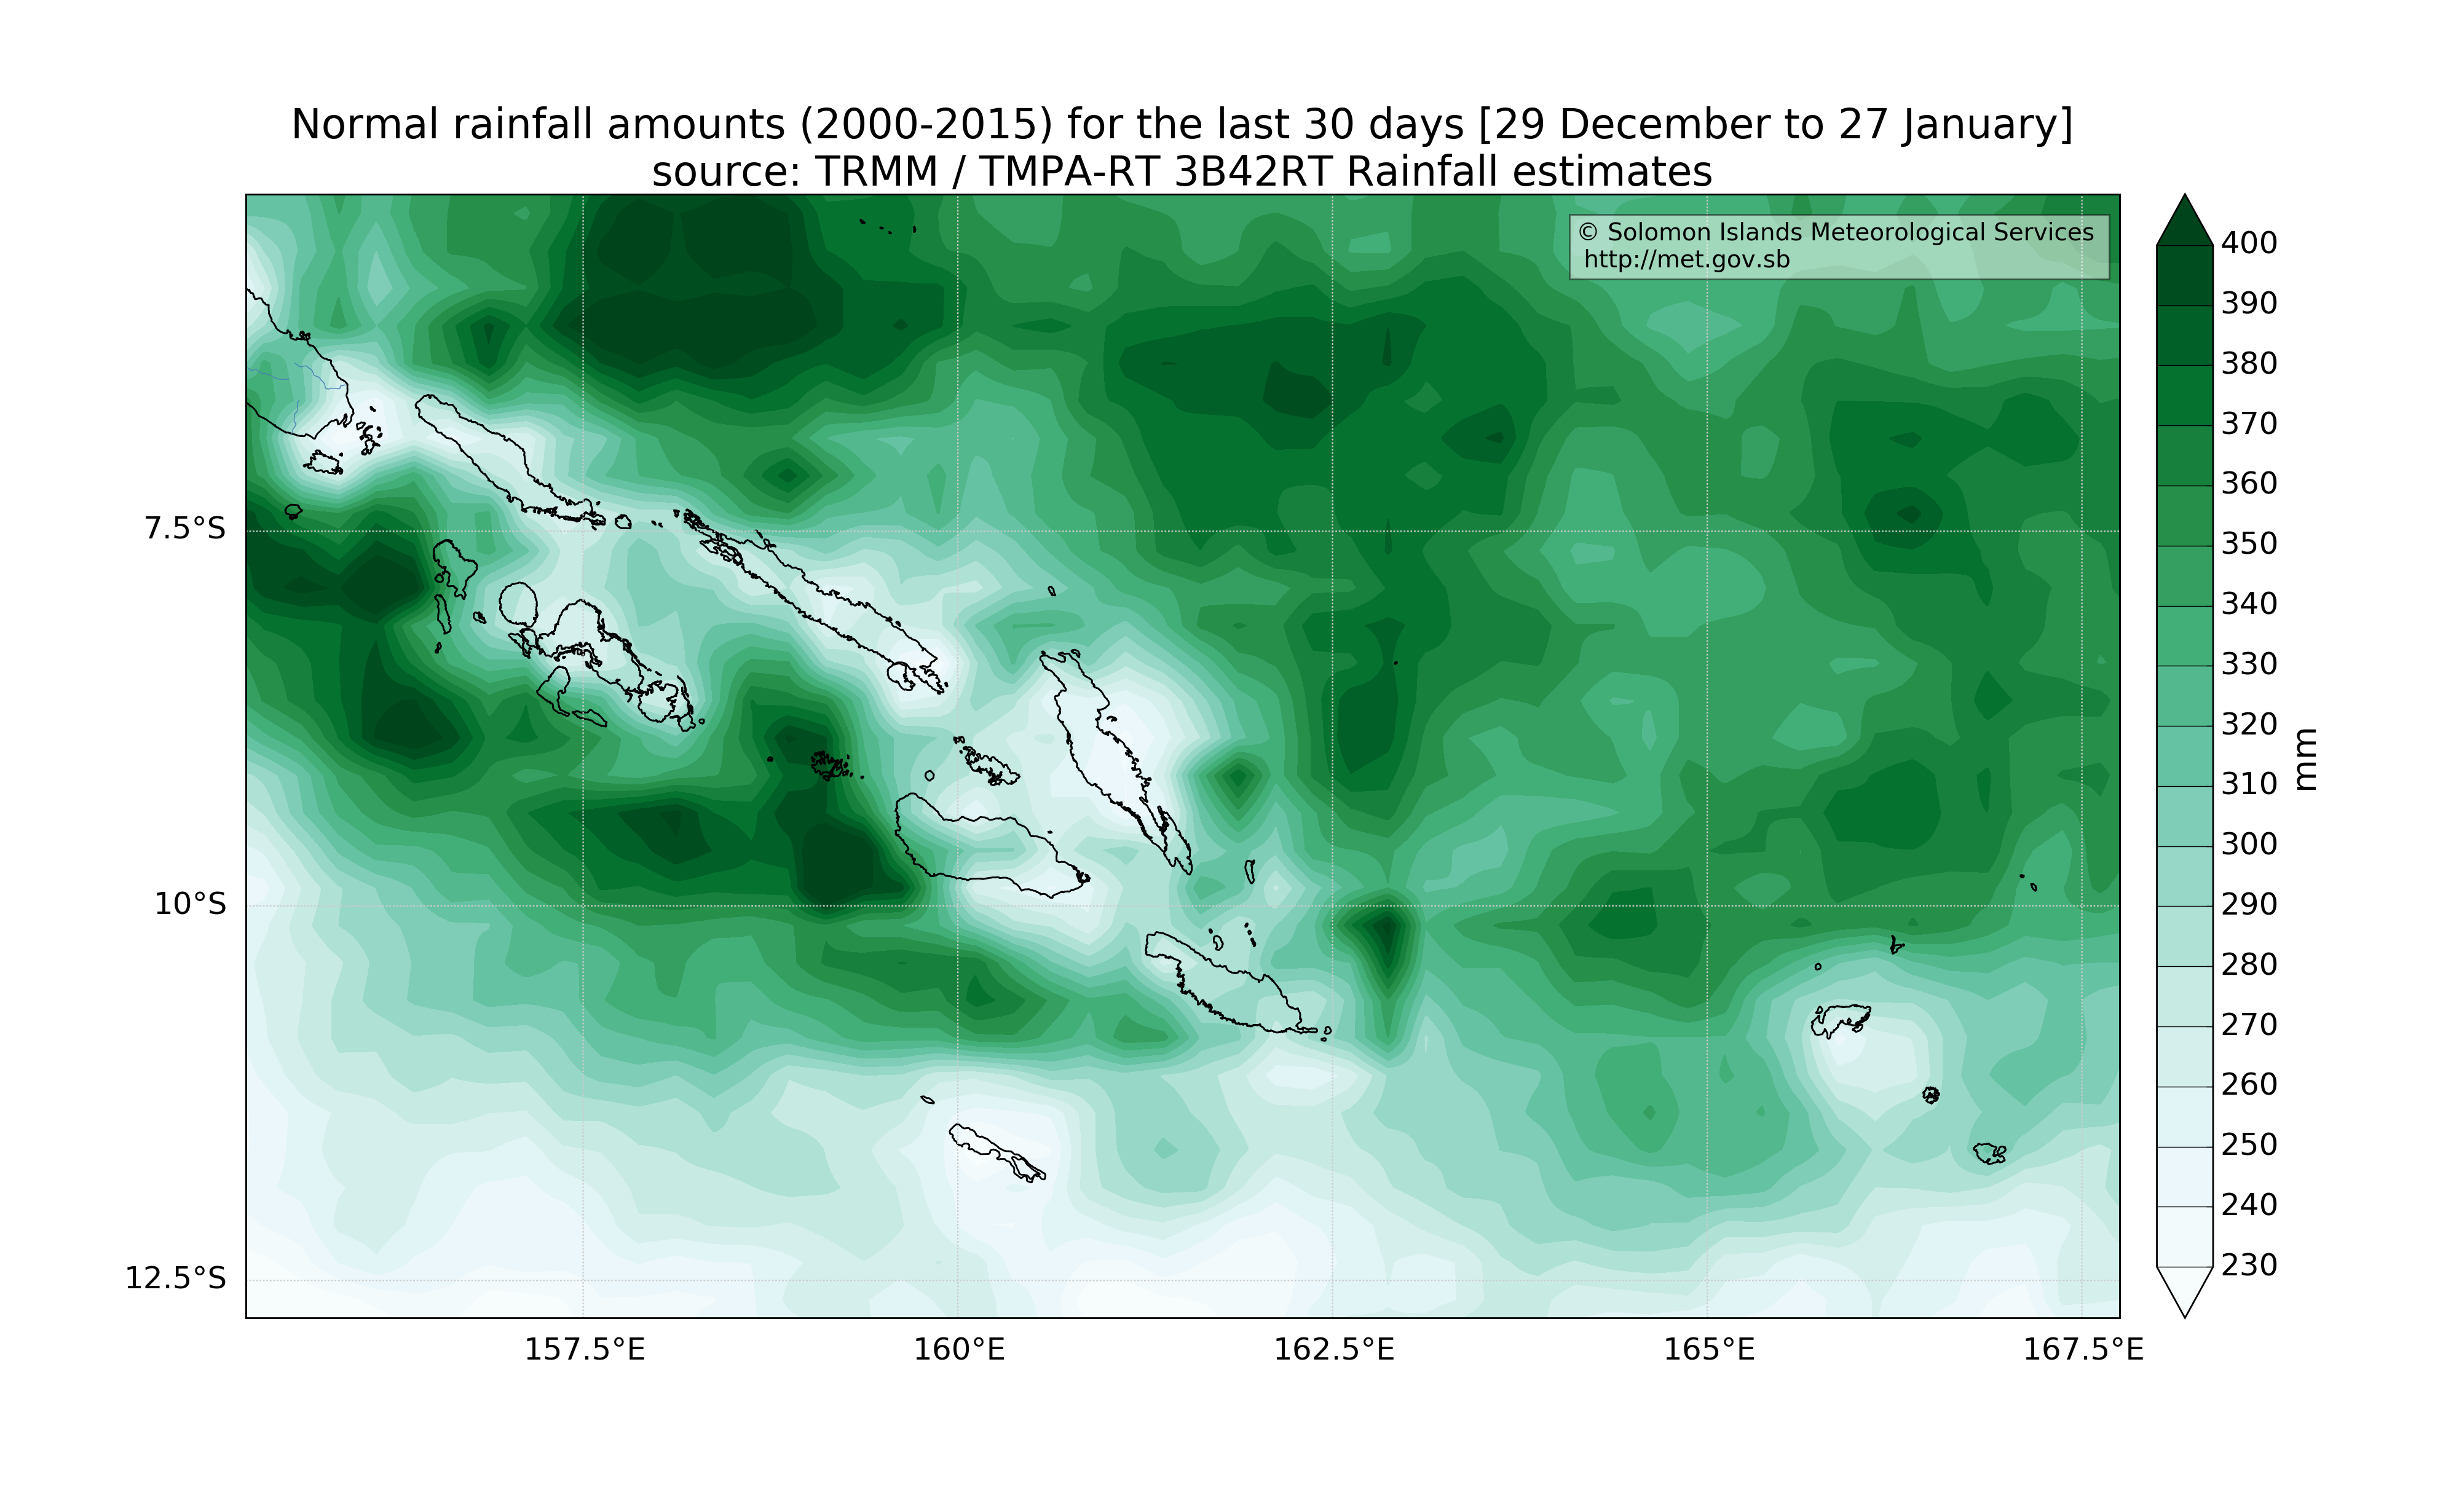 Normal rainfall amounts (2000-2015) for the last 30 days [29 December to 27 January]
source: TRMM / TMPA-RT 3B42RT Rainfall estimates
© Solomon Islands Meteorological Services
http://met.gov.sb
7.5°S
10°S
12.5°S
157.5°E
160°E
162.5°E
165°E
167.5°E
400
390
380
370
360
350
340
330
320
310
300
290
280
270
260
250
240
230
mm